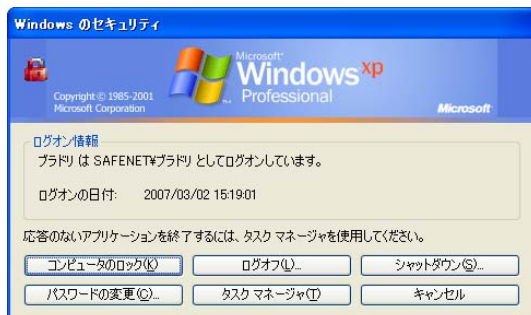 Windows のセキュリティ
Copyright © 1985-2001
Microsoft Corporation
Microsoft
Windows xp
Professional
Microsoft
ログオン情報
ブラドリ は SAFENET¥ブラドリ としてログオンしています。
ログオンの日付: 2007/03/02 15:19:01
応答のないアプリケーションを終了するには、タスク マネージャを使用してください。
コンピュータのロック(K)
ログオフ(L)...
シャットダウン(S)...
パスワードの変更(C)...
タスク マネージャ(T)
キャンセル